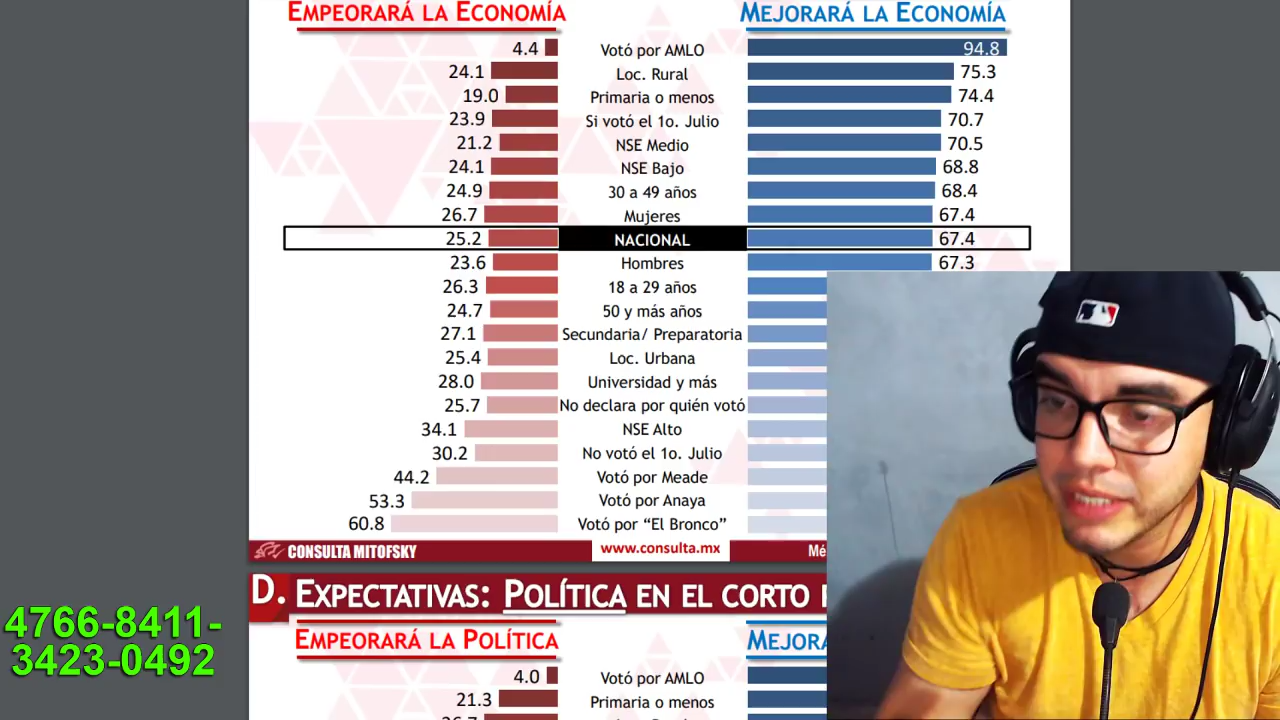 EMPEORARÁ LA ECONOMÍA MEJORARÁ LA ECONOMÍA
4.4 Votó por AMLO 94.8
24.1 Loc. Rural 75.3
19.0 Primaria o menos 74.4
23.9 Si votó el 1o. Julio 70.7
21.2 NSE Medio 70.5
24.1 NSE Bajo 68.8
24.9 30 a 49 años 68.4
26.7 Mujeres 67.4
25.2 NACIONAL 67.4
23.6 Hombres 67.3
26.3 18 a 29 años
24.7 50 y más años
27.1 Secundaria/ Preparatoria
25.4 Loc. Urbana
28.0 Universidad y más
25.7 No declara por quién votó
34.1 NSE Alto
30.2 No votó el 1o. Julio
44.2 Votó por Meade
53.3 Votó por Anaya
60.8 Votó por “El Bronco”
CONSULTA MITOFSKY www.consulta.mx
D. EXPECTATIVAS: POLÍTICA EN EL CORTO
EMPEORARÁ LA POLÍTICA
4.0 Votó por AMLO
21.3 Primaria o menos
4766-8411-
3423-0492